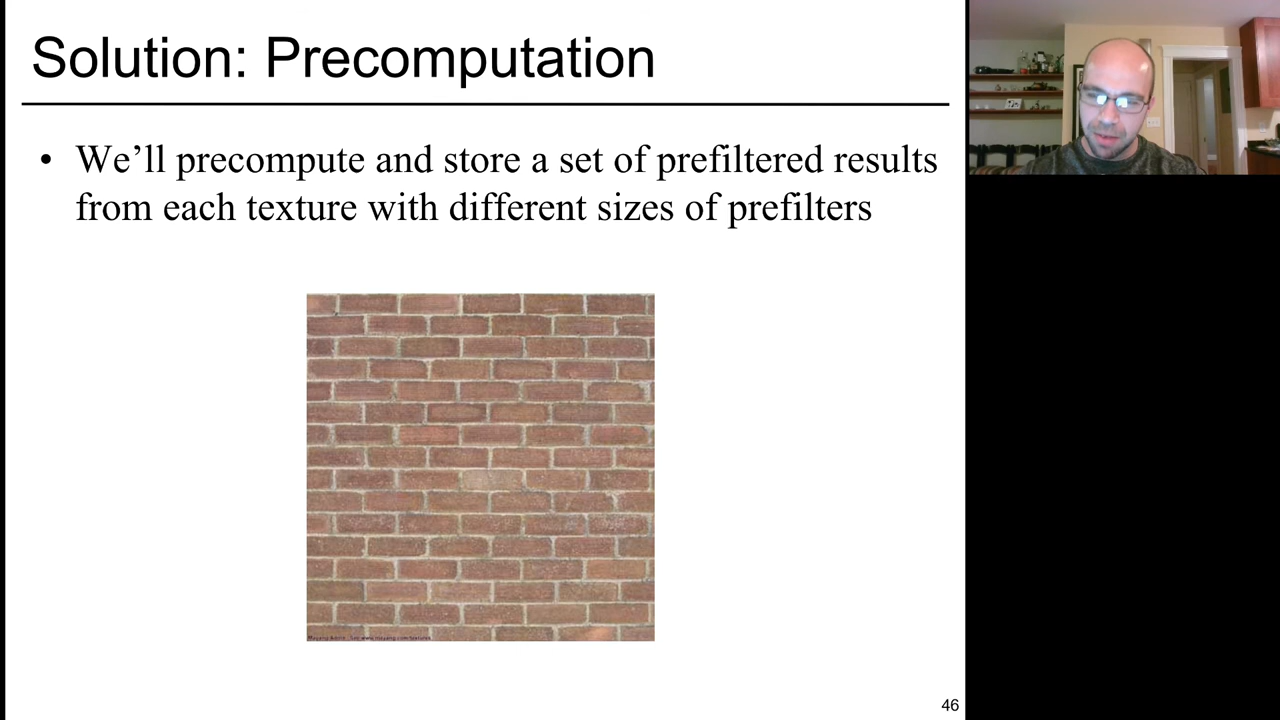 Solution: Precomputation
• We’ll precompute and store a set of prefiltered results
from each texture with different sizes of prefilters
46